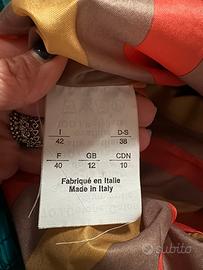 I D-S
42 38
F GB CDN
40 12 10
Fabriqué en Italie
Made in Italy
subito